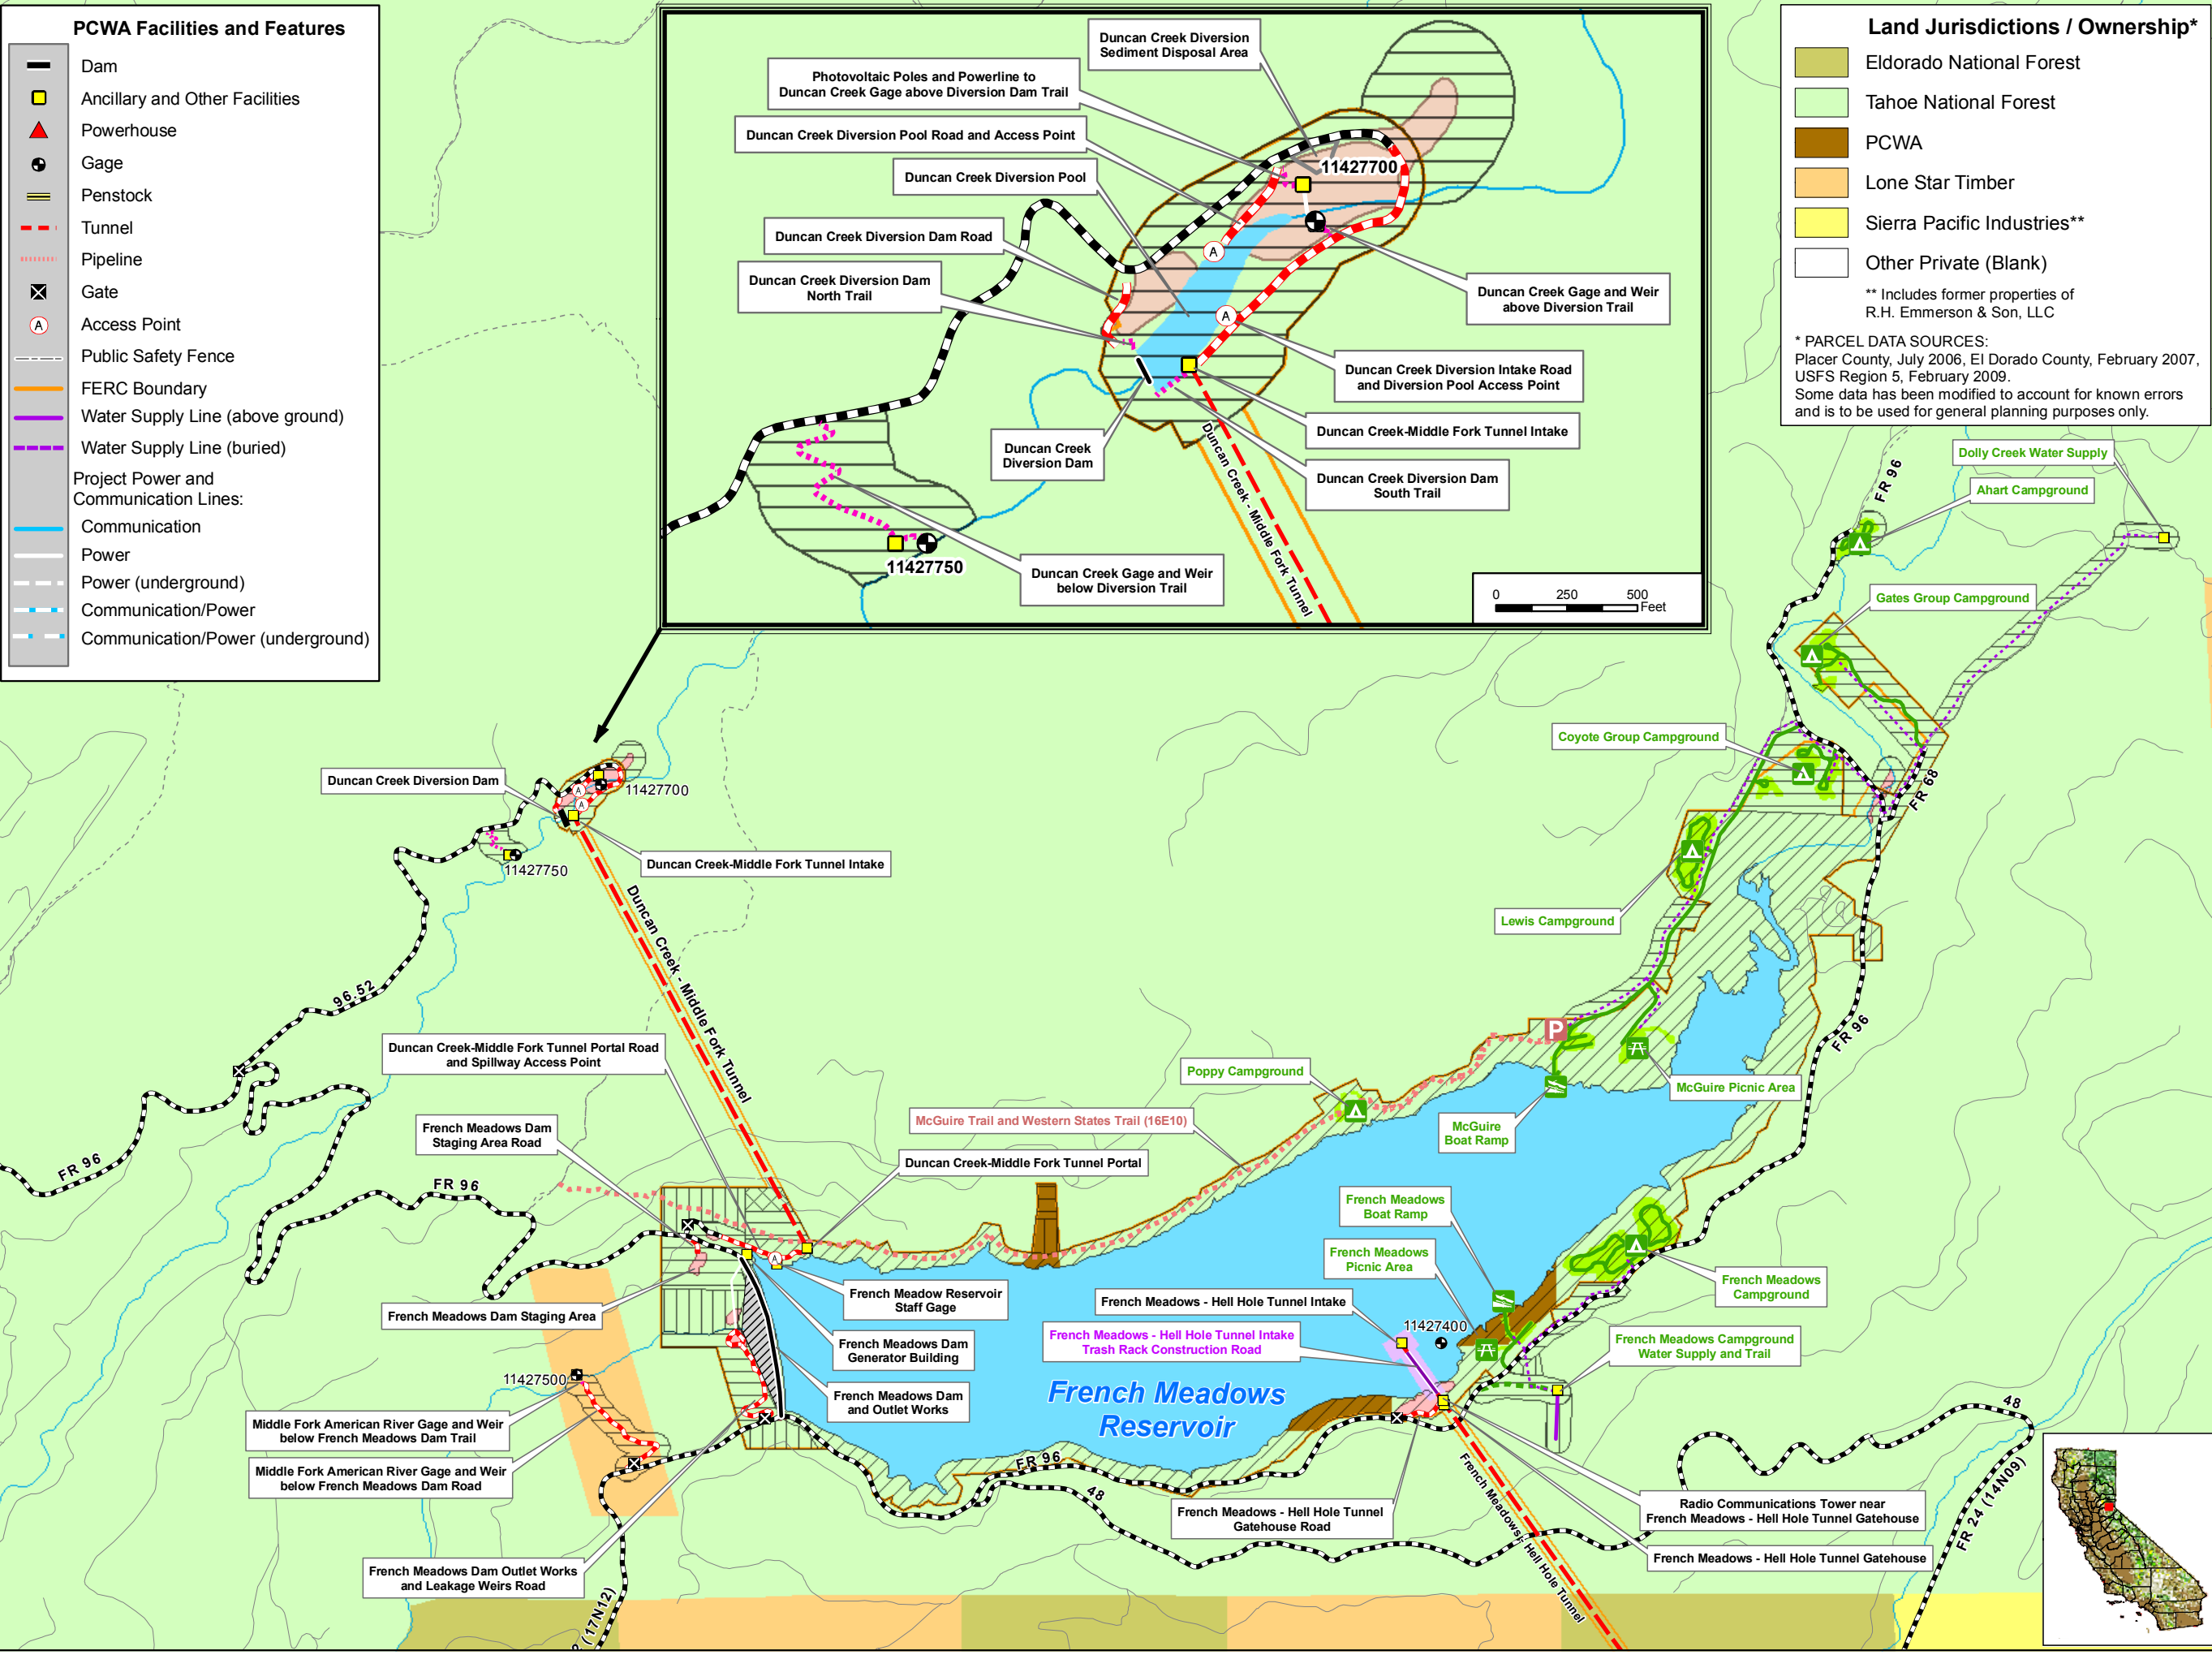 PCWA Facilities and Features
Dam
Ancillary and Other Facilities
Powerhouse
Gage
Penstock
Tunnel
Pipeline
Gate
A
Access Point
Public Safety Fence
FERC Boundary
Water Supply Line (above ground)
Water Supply Line (buried)
Project Power and
Communication Lines:
Communication
Power
Power (underground)
Communication/Power
Communication/Power (underground)
Duncan Creek Diversion
Sediment Disposal Area
Photovoltaic Poles and Powerline to
Duncan Creek Gage above Diversion Dam Trail
Duncan Creek Diversion Pool Road and Access Point
Duncan Creek Diversion Pool
Duncan Creek Diversion Dam Road
Duncan Creek Diversion Dam
North Trail
11427700
A
A
Duncan Creek Gage and Weir
above Diversion Trail
Duncan Creek Diversion Intake Road
and Diversion Pool Access Point
Duncan Creek-Middle Fork Tunnel Intake
Duncan Creek
Diversion Dam
Duncan Creek Diversion Dam
South Trail
Duncan Creek - Middle Fork Tunnel
11427750
Duncan Creek Gage and Weir
below Diversion Trail
0 250 500
Feet
Land Jurisdictions / Ownership*
Eldorado National Forest
Tahoe National Forest
PCWA
Lone Star Timber
Sierra Pacific Industries**
Other Private (Blank)
** Includes former properties of
R.H. Emmerson & Son, LLC
* PARCEL DATA SOURCES:
Placer County, July 2006, El Dorado County, February 2007,
USFS Region 5, February 2009.
Some data has been modified to account for known errors
and is to be used for general planning purposes only.
Dolly Creek Water Supply
FR 96
Ahart Campground
Gates Group Campground
Coyote Group Campground
FR 68
Lewis Campground
Duncan Creek Diversion Dam
A
A
11427700
11427750
Duncan Creek-Middle Fork Tunnel Intake
Duncan Creek - Middle Fork Tunnel
96.52
FR 96
P
McGuire Picnic Area
McGuire
Boat Ramp
Poppy Campground
Duncan Creek-Middle Fork Tunnel Portal Road
and Spillway Access Point
McGuire Trail and Western States Trail (16E10)
French Meadows Dam
Staging Area Road
Duncan Creek-Middle Fork Tunnel Portal
FR 96
FR 96
A
French Meadows
Boat Ramp
French Meadows
Picnic Area
French Meadows
Campground
French Meadow Reservoir
Staff Gage
French Meadows - Hell Hole Tunnel Intake
French Meadows Dam Staging Area
11427400
French Meadows - Hell Hole Tunnel Intake
Trash Rack Construction Road
French Meadows Campground
Water Supply and Trail
French Meadows Dam
Generator Building
11427500
French Meadows Dam
and Outlet Works
French Meadows
Reservoir
Middle Fork American River Gage and Weir
below French Meadows Dam Trail
Middle Fork American River Gage and Weir
below French Meadows Dam Road
FR 96
48
48
French Meadows - Hell Hole Tunnel
Gatehouse Road
French Meadows - Hell Hole Tunnel
Radio Communications Tower near
French Meadows - Hell Hole Tunnel Gatehouse
French Meadows - Hell Hole Tunnel Gatehouse
FR 24 (14N09)
French Meadows Dam Outlet Works
and Leakage Weirs Road
(17N12)